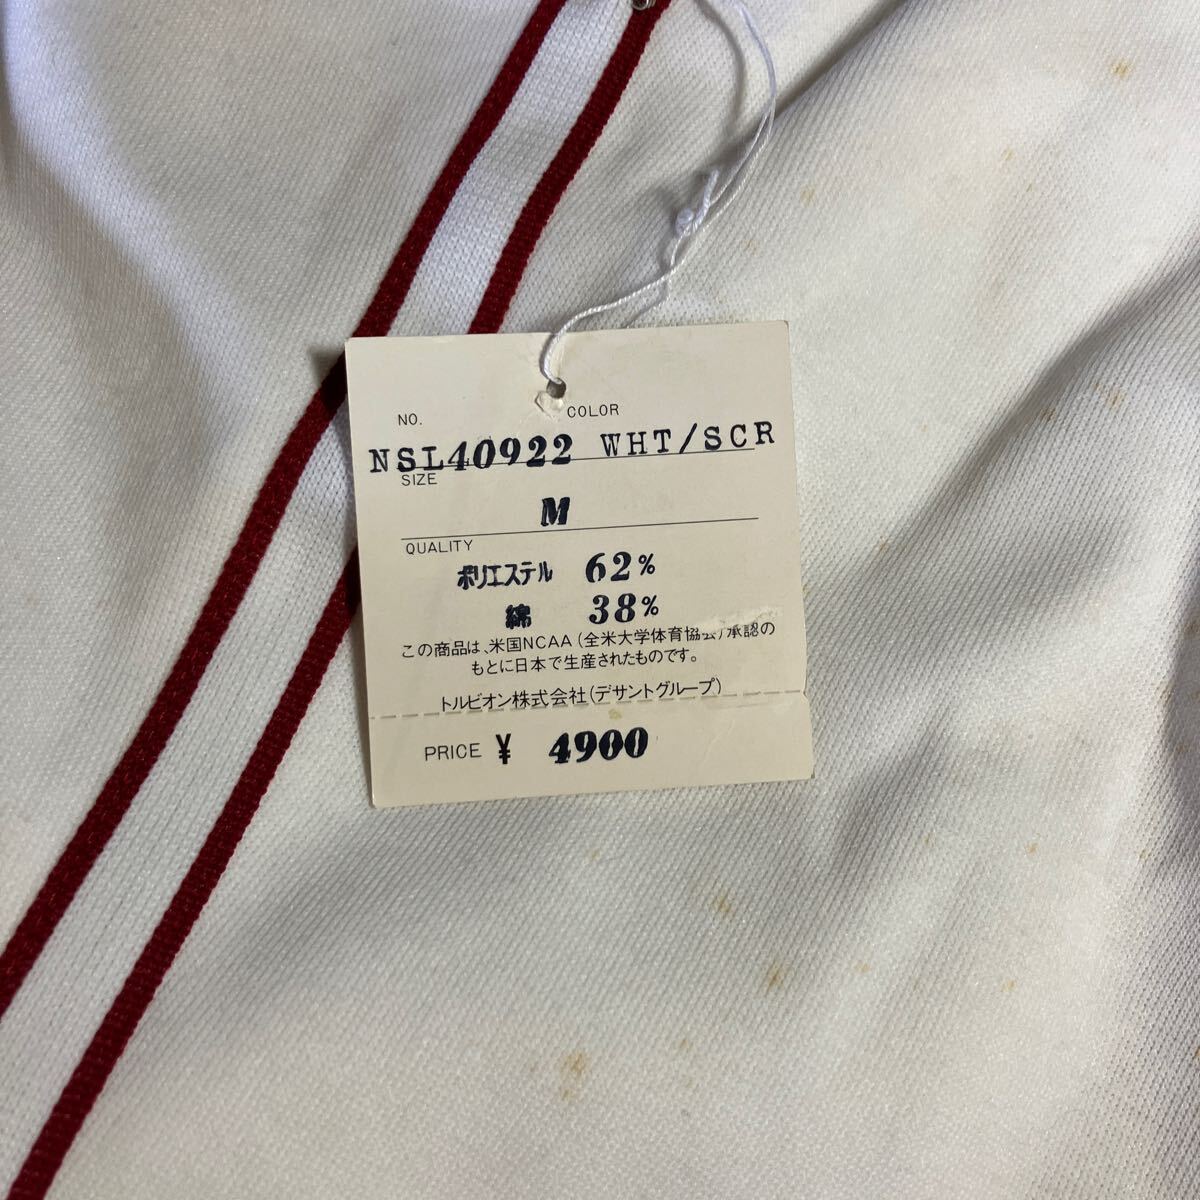 NO. COLOR
NSL40922 WHT/SCR
SIZE
M
QUALITY
ポリエステル 62%
綿 38%
この商品は、米国NCAA(全米大学体育協会)承認の
もとに日本で生産されたものです。
トルビオン株式会社(デサントグループ)
PRICE ¥ 4900